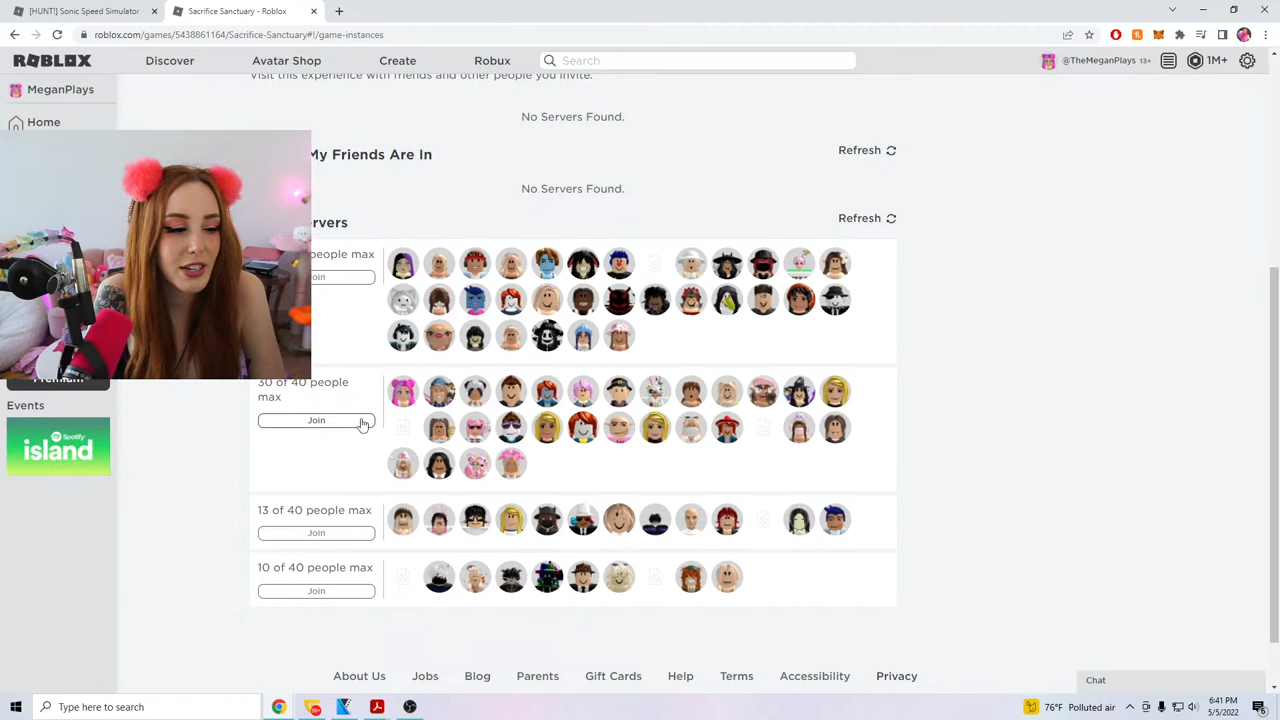 [HUNT!] Sonic Speed Simulator -
Sacrifice Sanctuary - Roblox
roblox.com/games/5438861164/Sacrifice-Sanctuary#!/game-instances
ROBLOX
Discover
Avatar Shop
Create
Robux
Search
@TheMeganPlays 13+
1M+
MeganPlays
Home
Visit this experience with friends and other people you invite.
No Servers Found.
My Friends Are In
Refresh
No Servers Found.
Refresh
people max
Join
30 of 40 people
max
Join
Premium
Events
Spotify
island
13 of 40 people max
Join
10 of 40 people max
Join
About Us
Jobs
Blog
Parents
Gift Cards
Help
Terms
Accessibility
Privacy
Chat
Type here to search
99+
76°F Polluted air
6:41 PM
5/5/2022
6